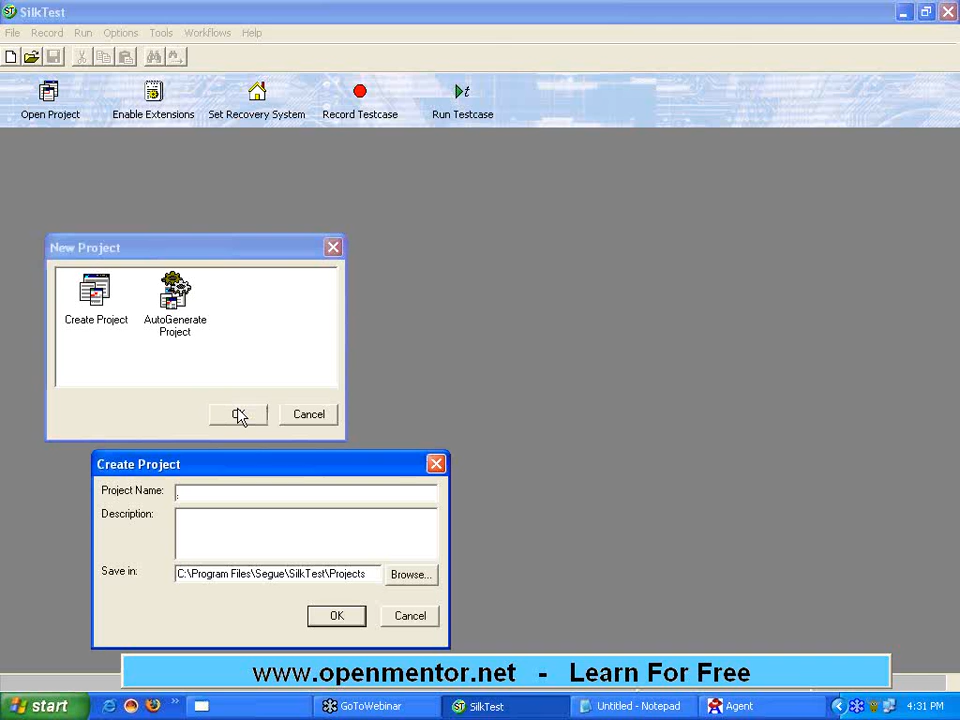 SilkTest
File Record Run Options Tools Workflows Help
Open Project Enable Extensions Set Recovery System Record Testcase Run Testcase
New Project
Create Project AutoGenerate Project
Cancel
Create Project
Project Name:
Description:
Save in: C:\Program Files\Segue\SilkTest\Projects Browse...
OK Cancel
www.openmentor.net - Learn For Free
start GoToWebinar SilkTest Untitled - Notepad Agent 4:31 PM